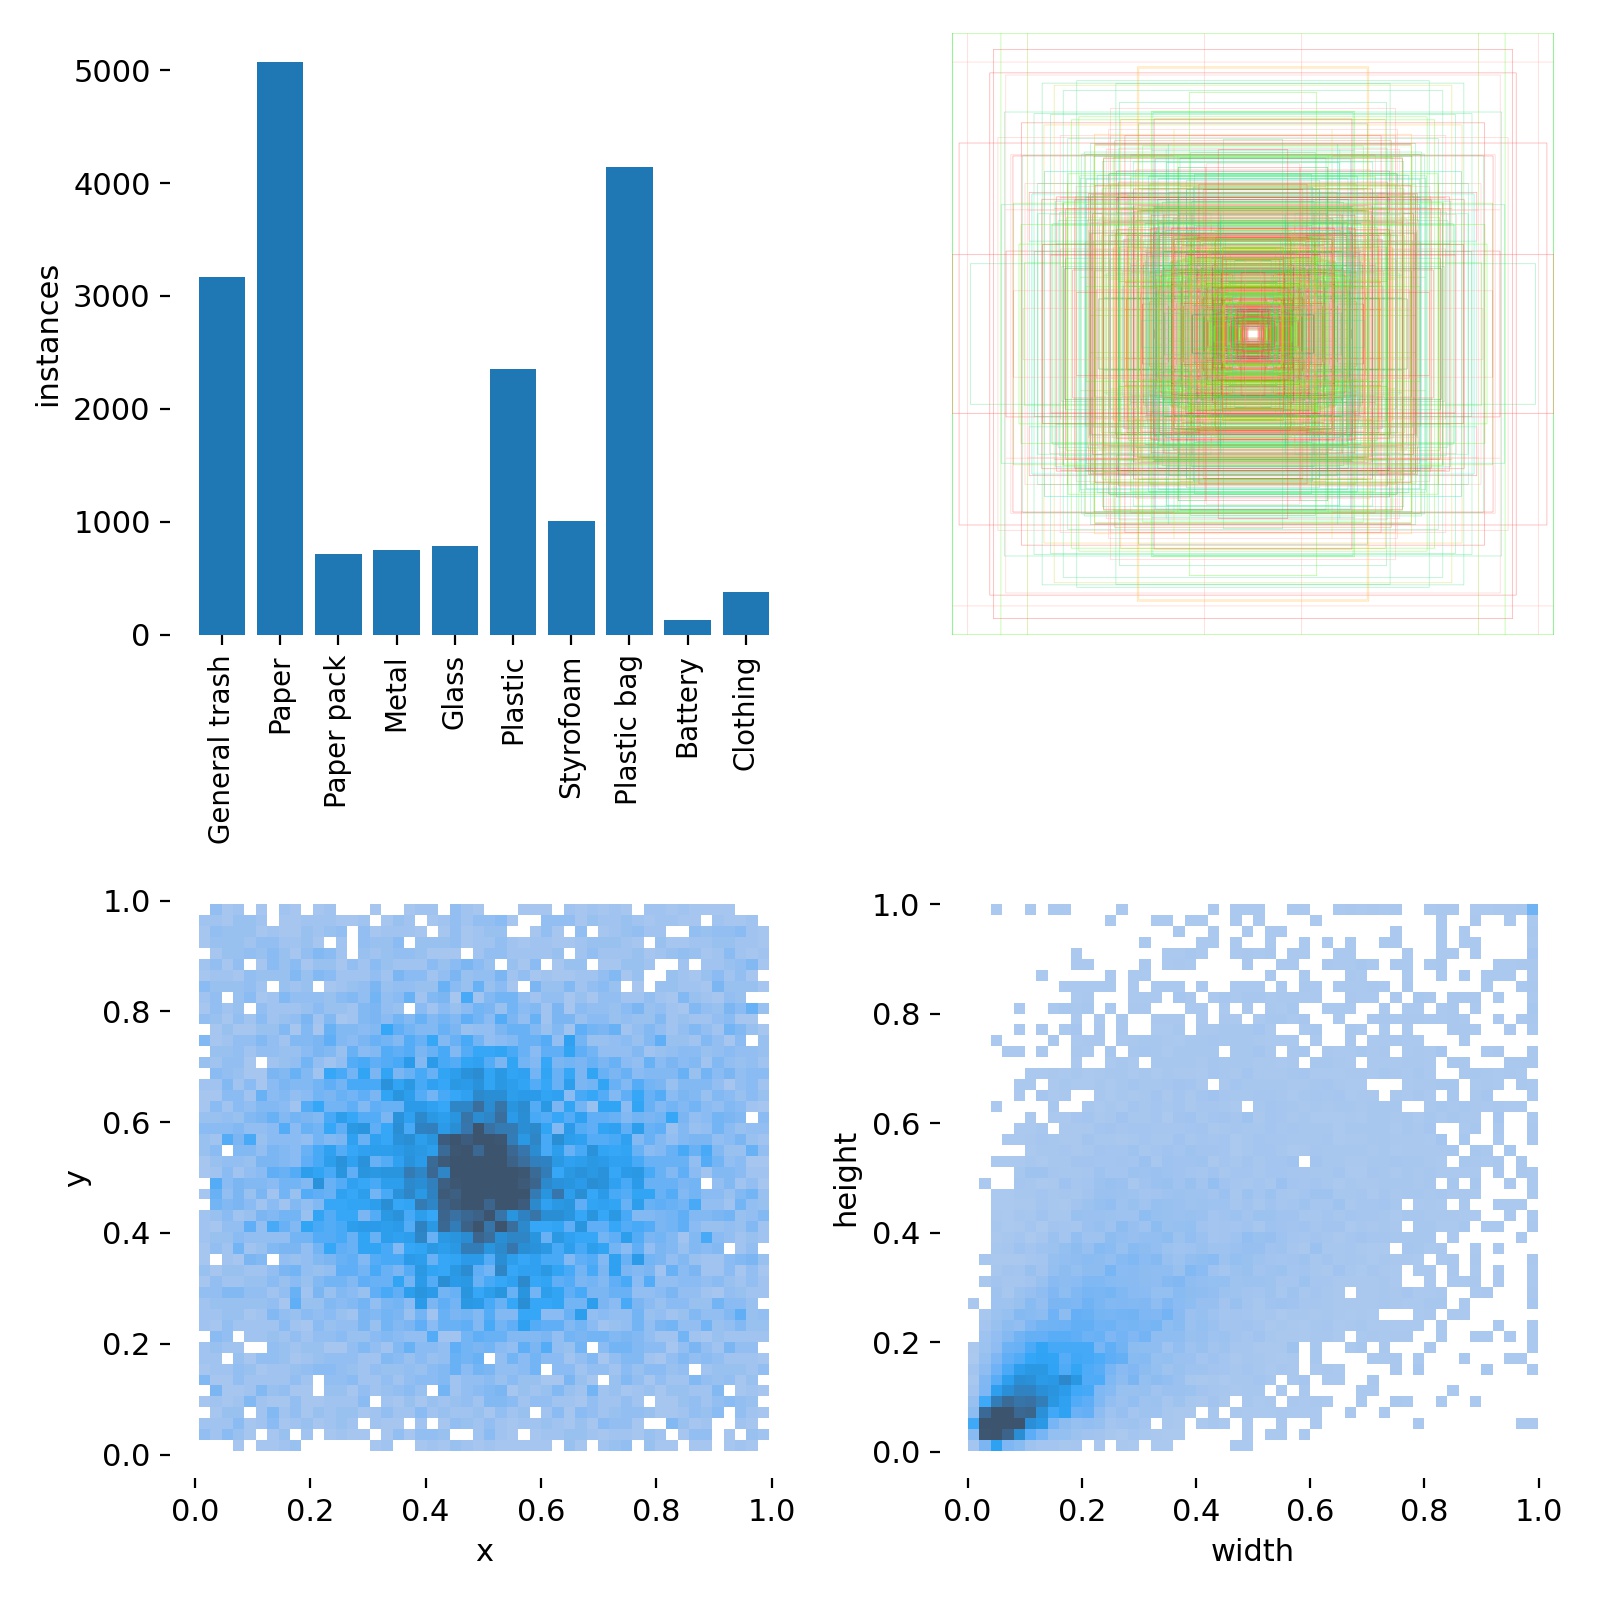 instances
5000
4000
3000
2000
1000
0
General trash
Paper
Paper pack
Metal
Glass
Plastic
Styrofoam
Plastic bag
Battery
Clothing
y
1.0
0.8
0.6
0.4
0.2
0.0
0.0 0.2 0.4 0.6 0.8 1.0
x
height
1.0
0.8
0.6
0.4
0.2
0.0
0.0 0.2 0.4 0.6 0.8 1.0
width